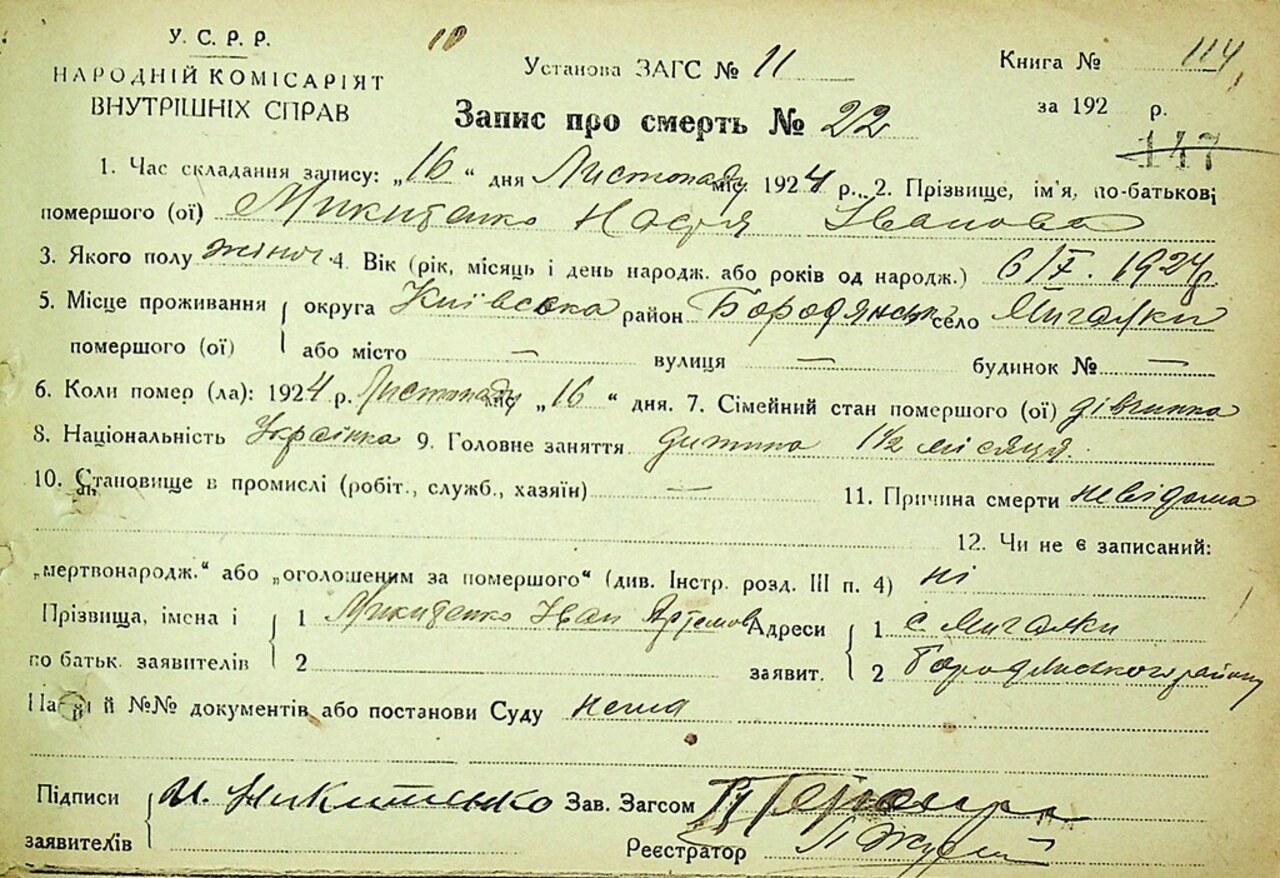 У. С. Р. Р.
НАРОДНІЙ КОМІСАРІЯТ
ВНУТРІШНІХ СПРАВ
10
Установа ЗАГС № 11
Книга № 114
за 192 р.
147
Запис про смерть № 22
1. Час складання запису: „16“ дня Листопаду міс. 1924 р. 2. Прізвище, ім'я, по-батькові
помершого (ої) Микитенко Настя Іванова
3. Якого полу жіноч. 4. Вік (рік, місяць і день народж. або років од народж.) 6/X. 1924 р.
5. Місце проживання помершого (ої) { округа Київська район Бородянськ село Мигалки
або місто — вулиця — будинок № —
6. Коли помер (ла): 1924 р. Листопаду міс. „16“ дня. 7. Сімейний стан помершого (ої) дівчинка
8. Національність Українка 9. Головне заняття дитина 1½ місяця.
10. Становище в промислі (робіт., служб., хазяїн) — 11. Причина смерти невідома
12. Чи не є записаний:
„мертвонародж.“ або „оголошеним за помершого“ (див. Інстр. розд. III п. 4) ні
Прізвища, імена і по батьк. заявителів { 1 Микитенко Іван Артемов
2
Адреси заявит. { 1 с. Мигалки
2 Бородянского району
й №№ документів або постанови Суду нема
Підписи заявителів { И. Никитенко
Зав. Загсом
Реєстратор